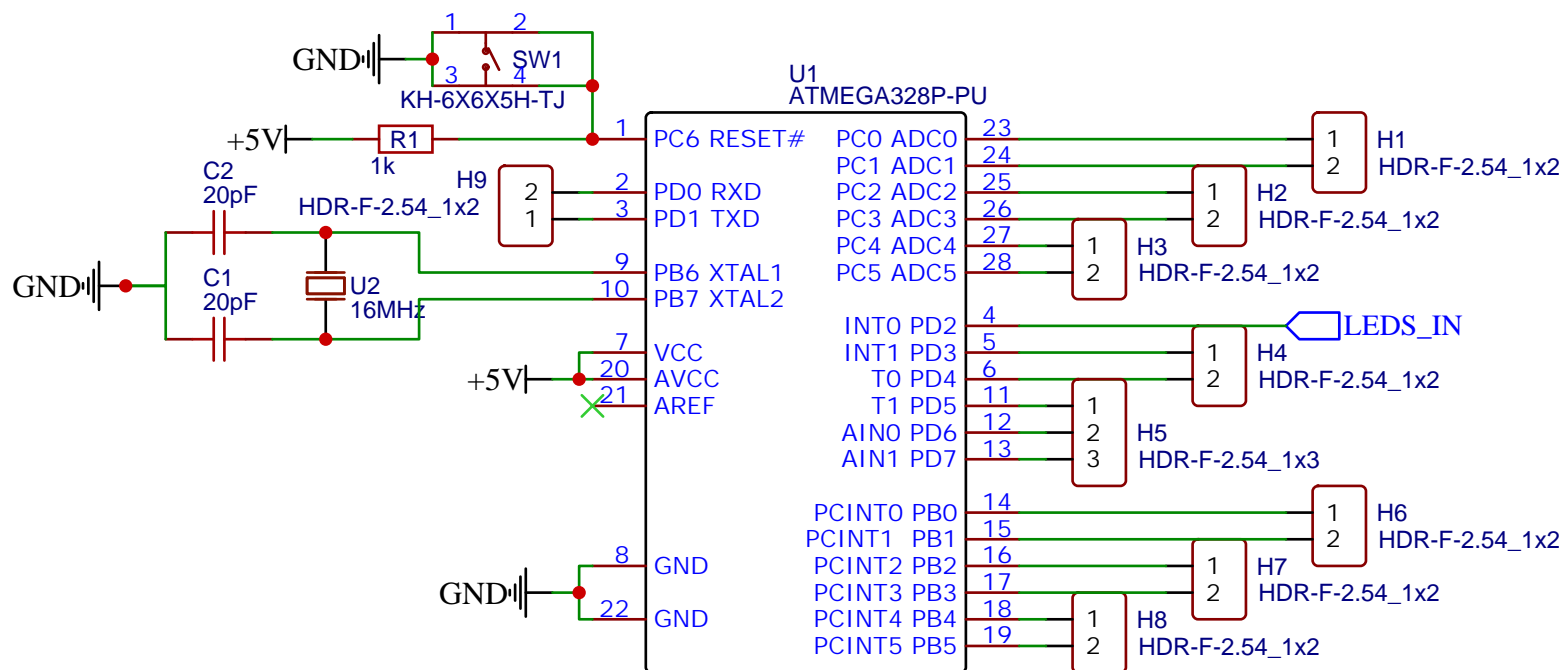 1 2
GND SW1
3 4
KH-6X6X5H-TJ
+5V R1
1k
C2
20pF
C1
20pF
GND
U2
16MHz
H9
HDR-F-2.54_1x2
2
1
+5V
GND
U1
ATMEGA328P-PU
1 PC6 RESET#
2 PD0 RXD
3 PD1 TXD
9 PB6 XTAL1
10 PB7 XTAL2
7 VCC
20 AVCC
21 AREF
8 GND
22 GND
PC0 ADC0 23
PC1 ADC1 24
PC2 ADC2 25
PC3 ADC3 26
PC4 ADC4 27
PC5 ADC5 28
INT0 PD2 4
INT1 PD3 5
T0 PD4 6
T1 PD5 11
AIN0 PD6 12
AIN1 PD7 13
PCINT0 PB0 14
PCINT1 PB1 15
PCINT2 PB2 16
PCINT3 PB3 17
PCINT4 PB4 18
PCINT5 PB5 19
1 H1
2 HDR-F-2.54_1x2
1 H2
2 HDR-F-2.54_1x2
1 H3
2 HDR-F-2.54_1x2
LEDS_IN
1 H4
2 HDR-F-2.54_1x2
1
2 H5
3 HDR-F-2.54_1x3
1 H6
2 HDR-F-2.54_1x2
1 H7
2 HDR-F-2.54_1x2
1 H8
2 HDR-F-2.54_1x2